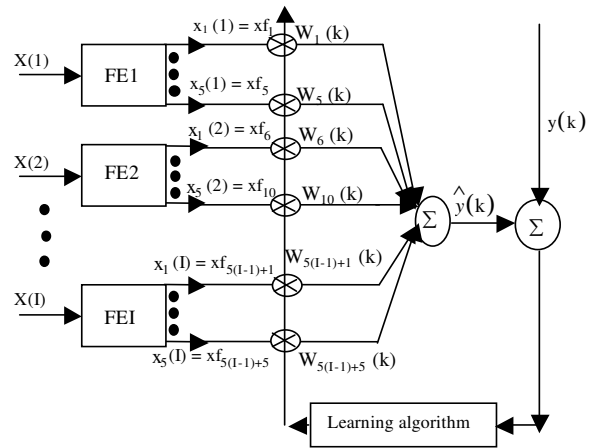 x₁ (1) = xf₁ W₁ (k)
X(1) FE1
x₅(1) = xf₅ W₅ (k)
y(k)
x₁ (2) = xf₆ W₆ (k)
X(2) FE2
x₅ (2) = xf₁₀ W₁₀ (k) Σ ŷ(k) Σ
x₁ (I) = xf₅₍I₋₁₎₊₁ W₅₍I₋₁₎₊₁ (k)
X(I) FEI
x₅ (I) = xf₅₍I₋₁₎₊₅ W₅₍I₋₁₎₊₅ (k)
Learning algorithm